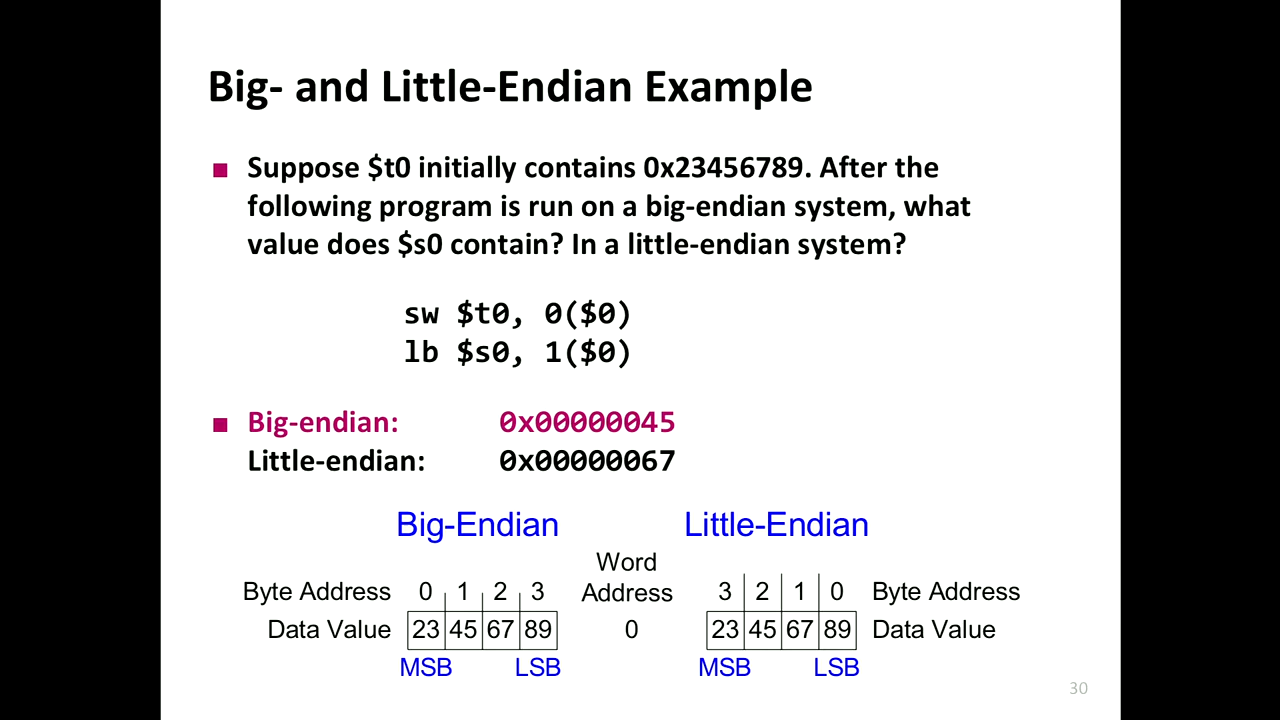 Big- and Little-Endian Example
■ Suppose $t0 initially contains 0x23456789. After the
following program is run on a big-endian system, what
value does $s0 contain? In a little-endian system?
sw $t0, 0($0)
lb $s0, 1($0)
■ Big-endian: 0x00000045
Little-endian: 0x00000067
Big-Endian Little-Endian
Word
Byte Address 0 1 2 3 Address 3 2 1 0 Byte Address
Data Value 23 45 67 89 0 23 45 67 89 Data Value
MSB LSB MSB LSB
30